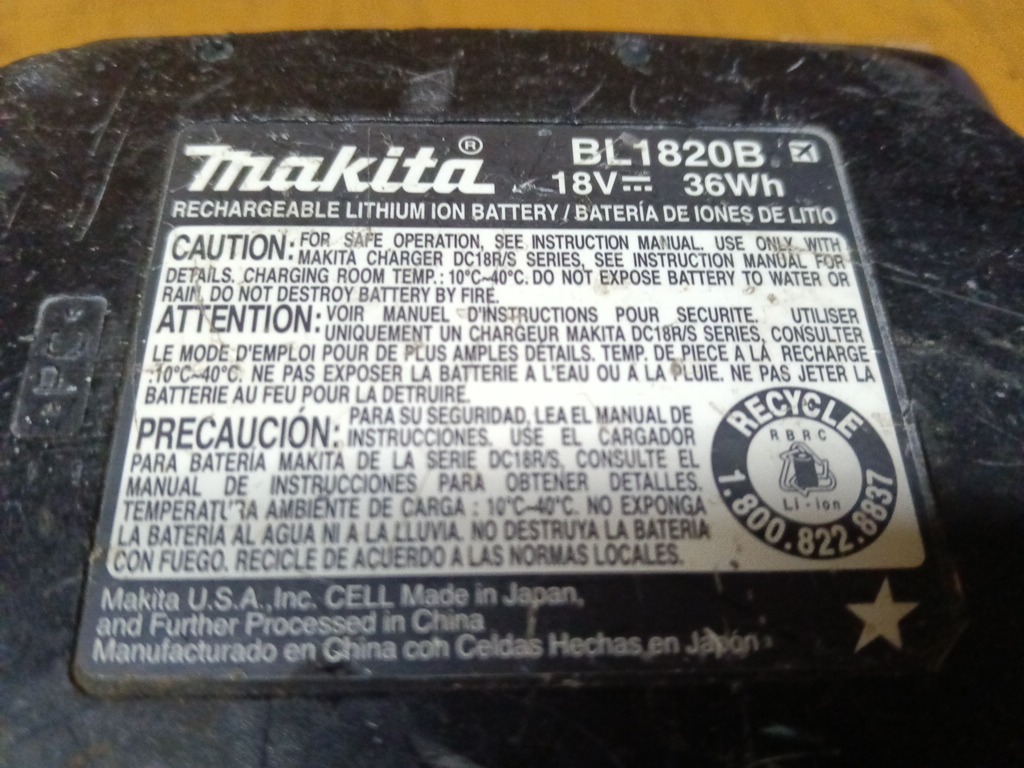 makita®
BL1820B
18V 36Wh
RECHARGEABLE LITHIUM ION BATTERY / BATERÍA DE IONES DE LITIO
CAUTION: FOR SAFE OPERATION, SEE INSTRUCTION MANUAL. USE ONLY WITH
MAKITA CHARGER DC18R/S SERIES, SEE INSTRUCTION MANUAL FOR
DETAILS. CHARGING ROOM TEMP.: 10°C~40°C. DO NOT EXPOSE BATTERY TO WATER OR
RAIN. DO NOT DESTROY BATTERY BY FIRE.
ATTENTION: VOIR MANUEL D'INSTRUCTIONS POUR SECURITE. UTILISER
UNIQUEMENT UN CHARGEUR MAKITA DC18R/S SERIES, CONSULTER
LE MODE D'EMPLOI POUR DE PLUS AMPLES DÉTAILS. TEMP. DE PIECE A LA RECHARGE
:10°C~40°C. NE PAS EXPOSER LA BATTERIE A L'EAU OU A LA PLUIE. NE PAS JETER LA
BATTERIE AU FEU POUR LA DETRUIRE.
PRECAUCIÓN: PARA SU SEGURIDAD, LEA EL MANUAL DE
INSTRUCCIONES. USE EL CARGADOR
PARA BATERÍA MAKITA DE LA SERIE DC18R/S, CONSULTE EL
MANUAL DE INSTRUCCIONES PARA OBTENER DETALLES.
TEMPERATURA AMBIENTE DE CARGA : 10°C~40°C. NO EXPONGA
LA BATERÍA AL AGUA NI A LA LLUVIA. NO DESTRUYA LA BATERÍA
CON FUEGO. RECICLE DE ACUERDO A LAS NORMAS LOCALES.
RECYCLE
RBRC
Li-ion
1.800.822.8837
Makita U.S.A.,Inc. CELL Made in Japan,
and Further Processed in China
Manufacturado en China con Celdas Hechas en Japón